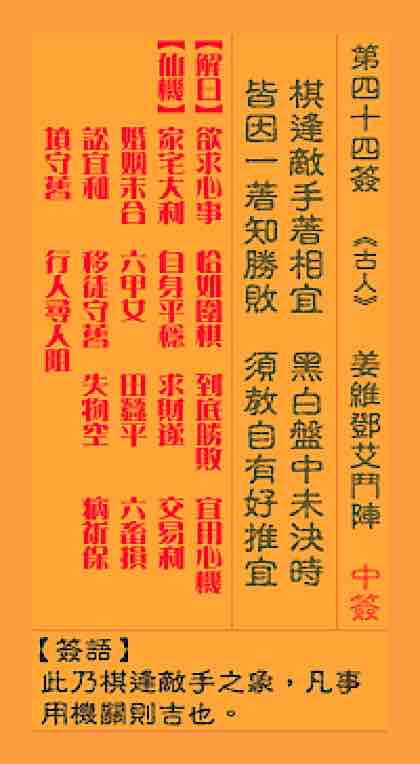 第四十四簽 《古人》 姜維鄧艾鬥陣 中簽
棋逢敵手著相宜 黑白盤中未決時
皆因一著知勝敗 須教自有好推宜
【解曰】欲求心事 恰如圍棋 到底勝敗 宜用心機
【仙機】家宅大利 自身平穩 求財遂 交易利
婚姻未合 六甲女 田蠶平 六畜損
訟宜利 移徒守舊 失物空 病祈保
墳守舊 行人尋人阻
【簽語】
此乃棋逢敵手之象，凡事
用機關則吉也。